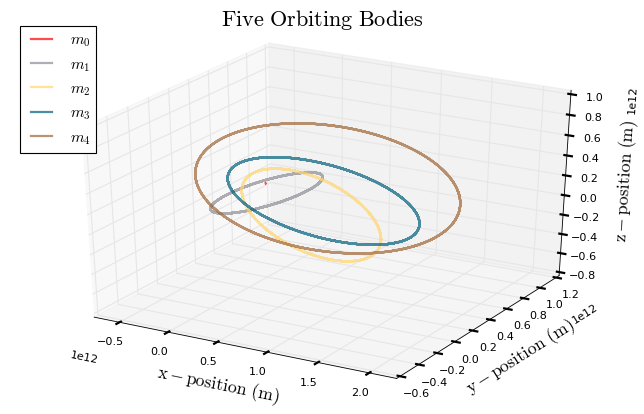 Five Orbiting Bodies
m₀
m₁
m₂
m₃
m₄
1.0
0.8
0.6
0.4
0.2
0.0
−0.2
−0.4
−0.6
−0.8
1e12
z − position (m)
−0.5
0.0
0.5
1.0
1.5
2.0
1e12
x − position (m)
−0.6
−0.4
−0.2
0.0
0.2
0.4
0.6
0.8
1.0
1.2
1e12
y − position (m)